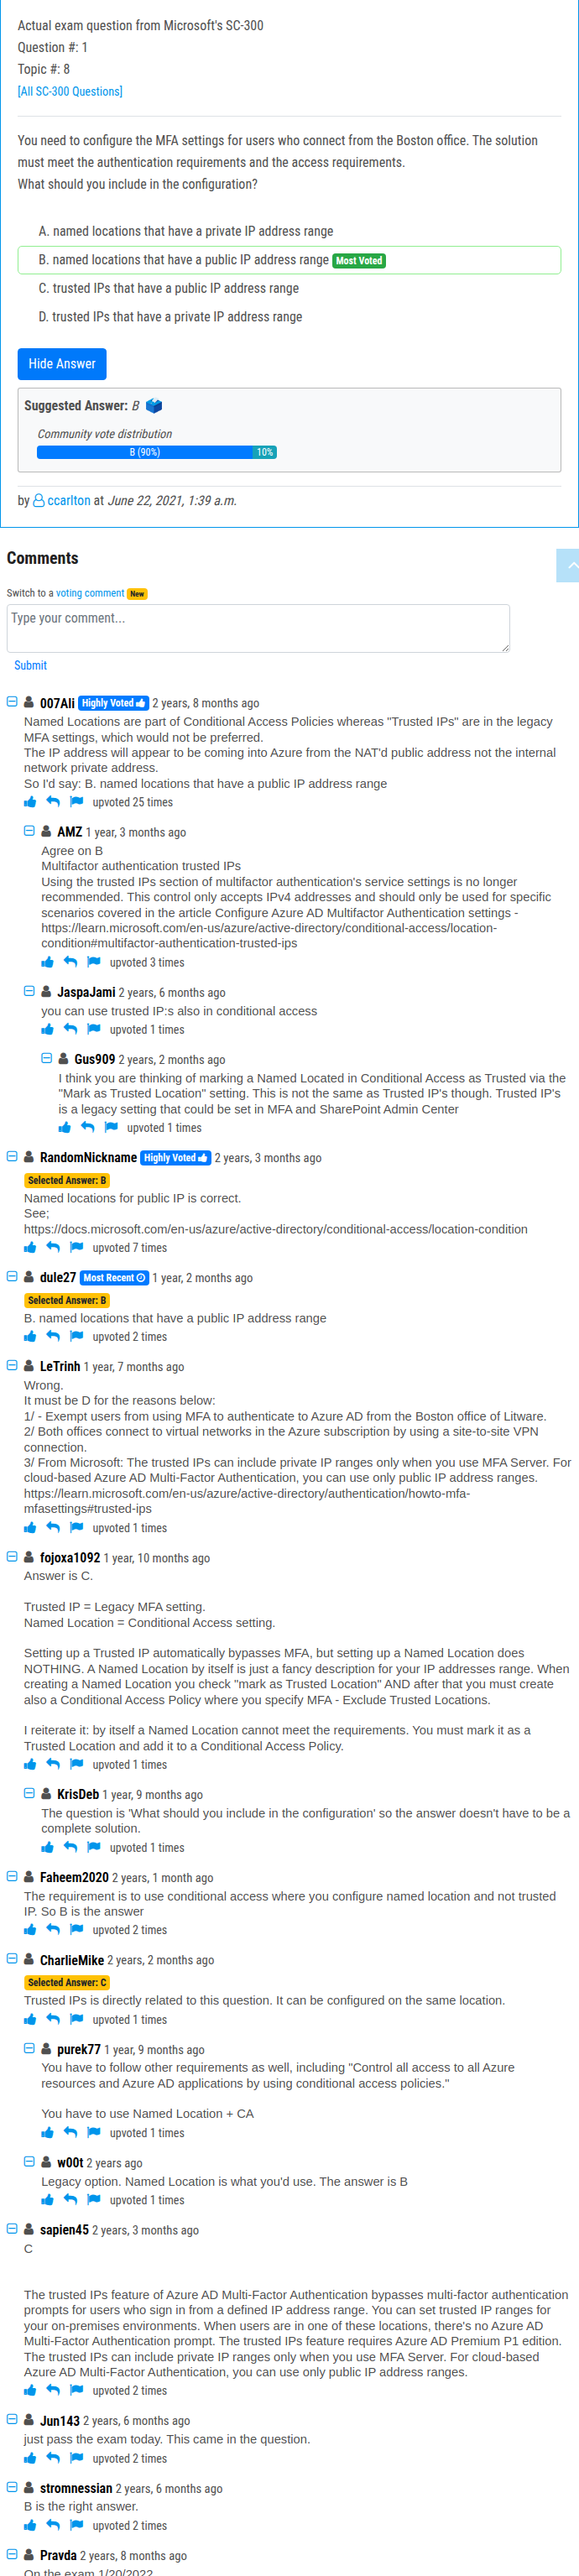 Actual exam question from Microsoft's SC-300
Question #: 1
Topic #: 8
[All SC-300 Questions]
You need to configure the MFA settings for users who connect from the Boston office. The solution
must meet the authentication requirements and the access requirements.
What should you include in the configuration?
A. named locations that have a private IP address range
B. named locations that have a public IP address range Most Voted
C. trusted IPs that have a public IP address range
D. trusted IPs that have a private IP address range
Hide Answer
Suggested Answer: B
Community vote distribution
B (90%) 10%
by ccarlton at June 22, 2021, 1:39 a.m.
Comments
Switch to a voting comment New
Type your comment...
Submit
007Ali Highly Voted 2 years, 8 months ago
Named Locations are part of Conditional Access Policies whereas "Trusted IPs" are in the legacy
MFA settings, which would not be preferred.
The IP address will appear to be coming into Azure from the NAT'd public address not the internal
network private address.
So I'd say: B. named locations that have a public IP address range
upvoted 25 times
AMZ 1 year, 3 months ago
Agree on B
Multifactor authentication trusted IPs
Using the trusted IPs section of multifactor authentication's service settings is no longer
recommended. This control only accepts IPv4 addresses and should only be used for specific
scenarios covered in the article Configure Azure AD Multifactor Authentication settings -
https://learn.microsoft.com/en-us/azure/active-directory/conditional-access/location-
condition#multifactor-authentication-trusted-ips
upvoted 3 times
JaspaJami 2 years, 6 months ago
you can use trusted IP:s also in conditional access
upvoted 1 times
Gus909 2 years, 2 months ago
I think you are thinking of marking a Named Located in Conditional Access as Trusted via the
"Mark as Trusted Location" setting. This is not the same as Trusted IP's though. Trusted IP's
is a legacy setting that could be set in MFA and SharePoint Admin Center
upvoted 1 times
RandomNickname Highly Voted 2 years, 3 months ago
Selected Answer: B
Named locations for public IP is correct.
See;
https://docs.microsoft.com/en-us/azure/active-directory/conditional-access/location-condition
upvoted 7 times
dule27 Most Recent 1 year, 2 months ago
Selected Answer: B
B. named locations that have a public IP address range
upvoted 2 times
LeTrinh 1 year, 7 months ago
Wrong.
It must be D for the reasons below:
1/ - Exempt users from using MFA to authenticate to Azure AD from the Boston office of Litware.
2/ Both offices connect to virtual networks in the Azure subscription by using a site-to-site VPN
connection.
3/ From Microsoft: The trusted IPs can include private IP ranges only when you use MFA Server. For
cloud-based Azure AD Multi-Factor Authentication, you can use only public IP address ranges.
https://learn.microsoft.com/en-us/azure/active-directory/authentication/howto-mfa-
mfasettings#trusted-ips
upvoted 1 times
fojoxa1092 1 year, 10 months ago
Answer is C.
Trusted IP = Legacy MFA setting.
Named Location = Conditional Access setting.
Setting up a Trusted IP automatically bypasses MFA, but setting up a Named Location does
NOTHING. A Named Location by itself is just a fancy description for your IP addresses range. When
creating a Named Location you check "mark as Trusted Location" AND after that you must create
also a Conditional Access Policy where you specify MFA - Exclude Trusted Locations.
I reiterate it: by itself a Named Location cannot meet the requirements. You must mark it as a
Trusted Location and add it to a Conditional Access Policy.
upvoted 1 times
KrisDeb 1 year, 9 months ago
The question is 'What should you include in the configuration' so the answer doesn't have to be a
complete solution.
upvoted 1 times
Faheem2020 2 years, 1 month ago
The requirement is to use conditional access where you configure named location and not trusted
IP. So B is the answer
upvoted 2 times
CharlieMike 2 years, 2 months ago
Selected Answer: C
Trusted IPs is directly related to this question. It can be configured on the same location.
upvoted 1 times
purek77 1 year, 9 months ago
You have to follow other requirements as well, including "Control all access to all Azure
resources and Azure AD applications by using conditional access policies."
You have to use Named Location + CA
upvoted 1 times
w00t 2 years ago
Legacy option. Named Location is what you'd use. The answer is B
upvoted 1 times
sapien45 2 years, 3 months ago
C
The trusted IPs feature of Azure AD Multi-Factor Authentication bypasses multi-factor authentication
prompts for users who sign in from a defined IP address range. You can set trusted IP ranges for
your on-premises environments. When users are in one of these locations, there's no Azure AD
Multi-Factor Authentication prompt. The trusted IPs feature requires Azure AD Premium P1 edition.
The trusted IPs can include private IP ranges only when you use MFA Server. For cloud-based
Azure AD Multi-Factor Authentication, you can use only public IP address ranges.
upvoted 2 times
Jun143 2 years, 6 months ago
just pass the exam today. This came in the question.
upvoted 2 times
stromnessian 2 years, 6 months ago
B is the right answer.
upvoted 2 times
Pravda 2 years, 8 months ago
On the exam 1/20/2022